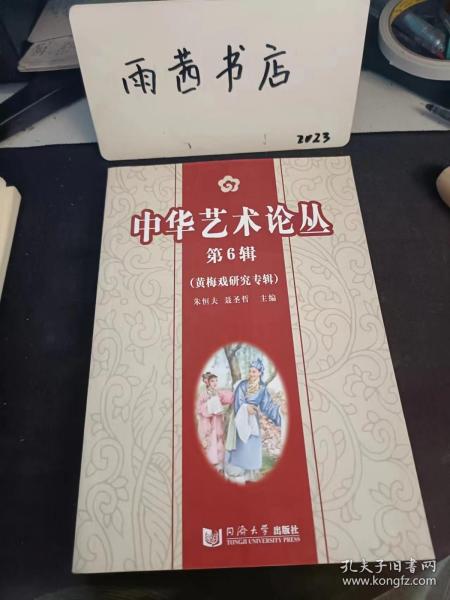 雨茜书店
2023
中华艺术论丛
第6辑
(黄梅戏研究专辑)
朱恒夫 聂圣哲 主编
同济大学出版社
TONGJI UNIVERSITY PRESS
孔夫子旧书网
www.kongfz.com